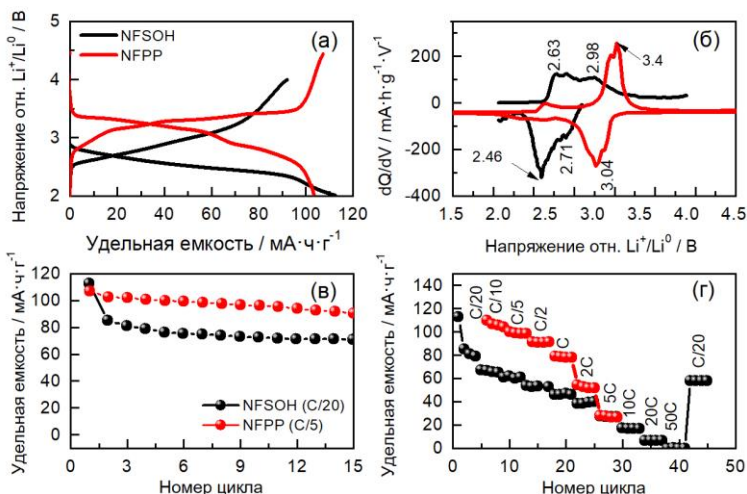 NFSOH
NFPP
(а)
Напряжение отн. Li⁺/Li⁰ / В
5
4
3
2
0 20 40 60 80 100 120
Удельная емкость / мА·ч·г⁻¹
(б)
dQ/dV / mA·h·g⁻¹·V⁻¹
200
0
-200
-400
2.63
2.98
3.4
2.46
2.71
3.04
1.5 2.0 2.5 3.0 3.5 4.0 4.5
Напряжение отн. Li⁺/Li⁰ / В
(в)
Удельная емкость / мА·ч·г⁻¹
120
100
80
60
40
20
0
NFSOH (C/20)
NFPP (C/5)
0 3 6 9 12 15
Номер цикла
(г)
Удельная емкость / мА·ч·г⁻¹
160
140
120
100
80
60
40
20
0
C/20
C/10
C/5
C/2
C
2C
5C
10C
20C
50C
C/20
0 10 20 30 40 50
Номер цикла